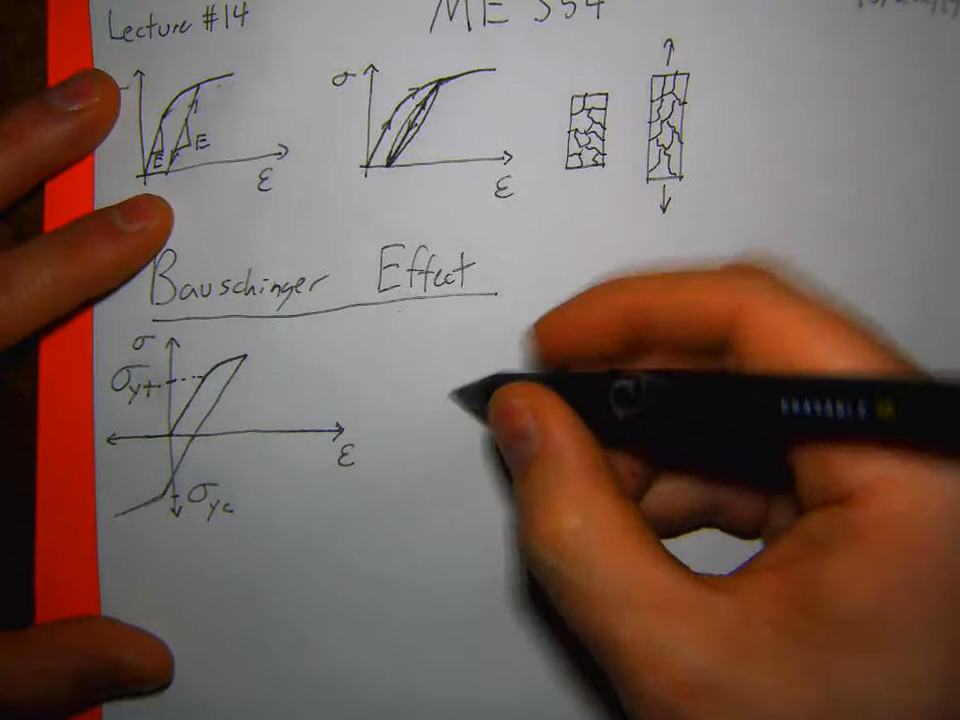 Lecture #14 ME 354
σ
E E
ε ε
Bauschinger Effect
σ
σyt
ε
σyc